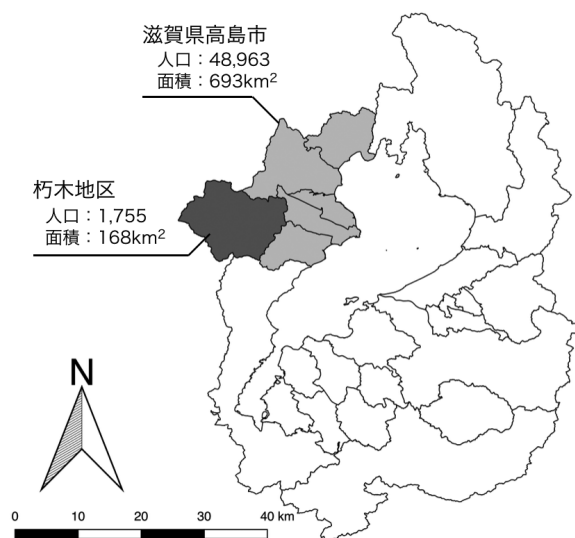 滋賀県高島市
人口：48,963
面積：693km²
朽木地区
人口：1,755
面積：168km²
N
0 10 20 30 40 km